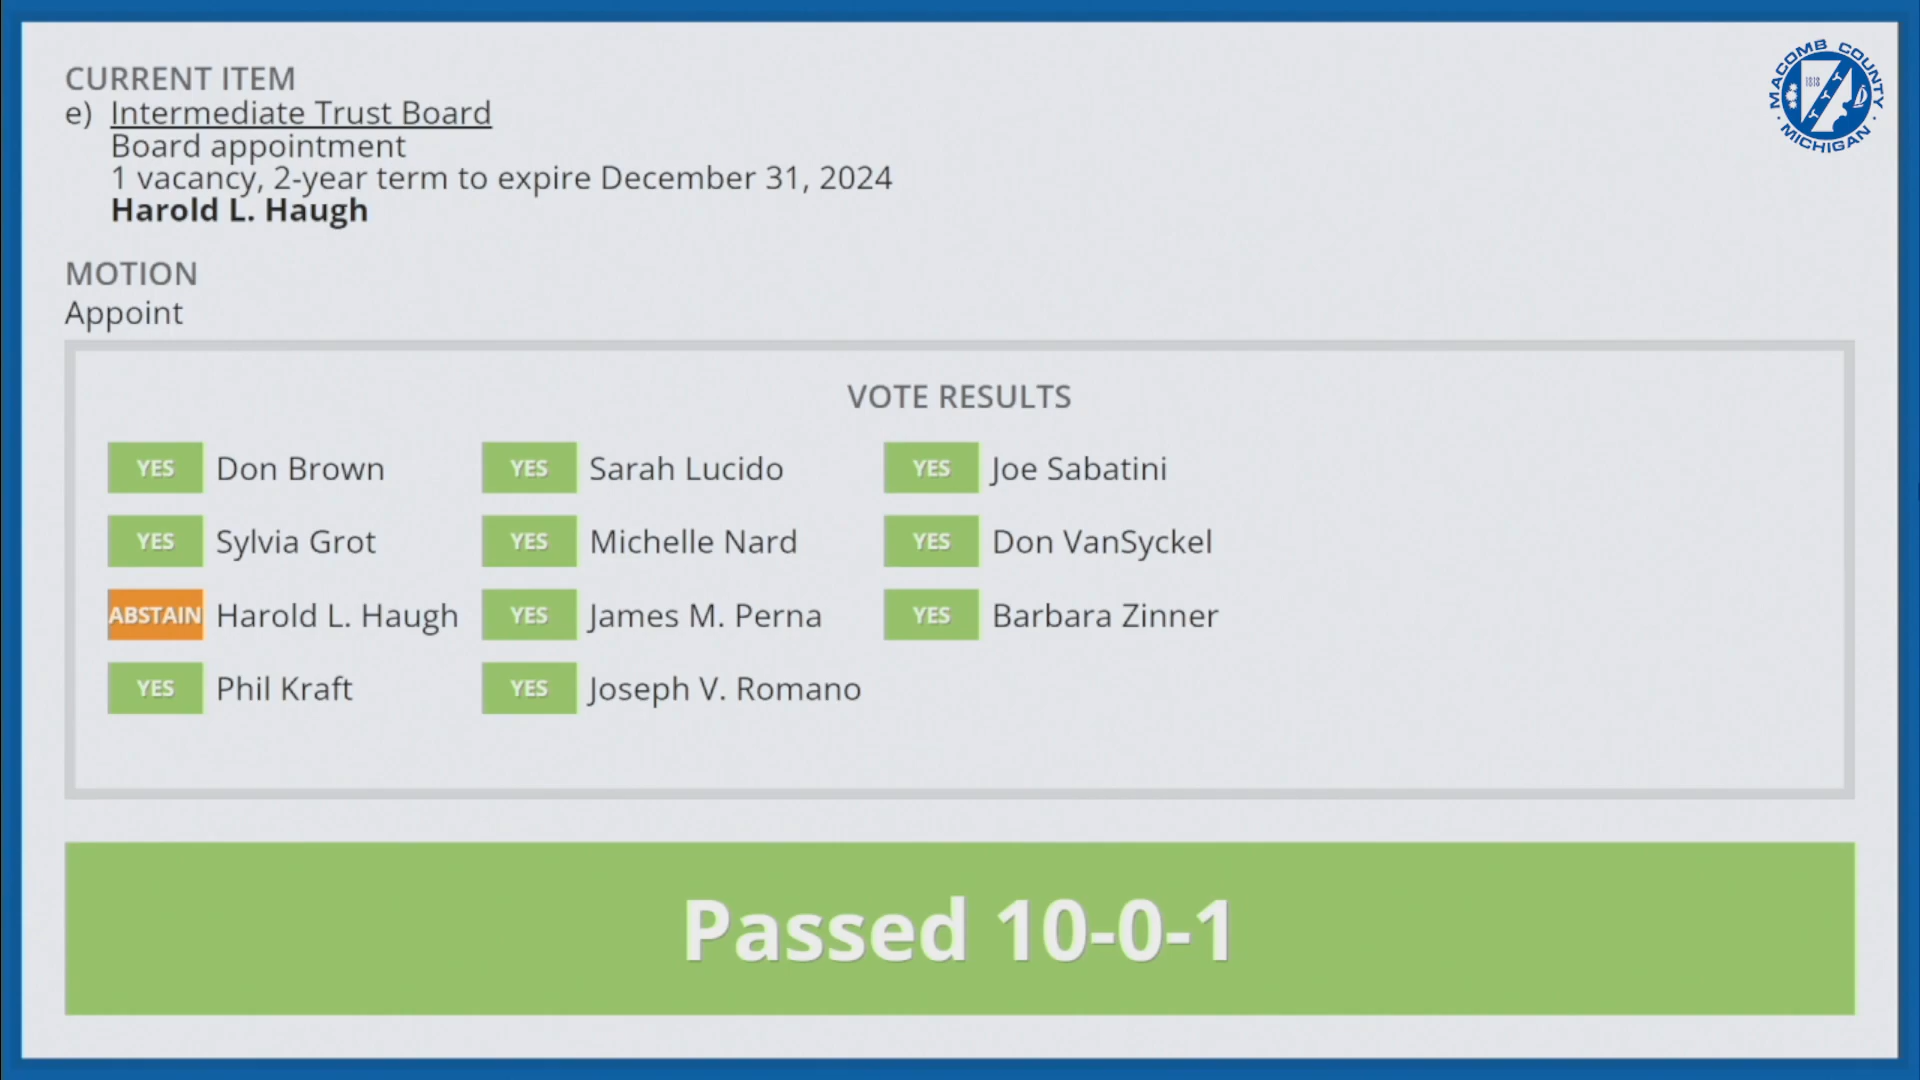 CURRENT ITEM
e) Intermediate Trust Board
Board appointment
1 vacancy, 2-year term to expire December 31, 2024
Harold L. Haugh
MACOMB COUNTY
1818
MICHIGAN
MOTION
Appoint
VOTE RESULTS
YES Don Brown YES Sarah Lucido YES Joe Sabatini
YES Sylvia Grot YES Michelle Nard YES Don VanSyckel
ABSTAIN Harold L. Haugh YES James M. Perna YES Barbara Zinner
YES Phil Kraft YES Joseph V. Romano
Passed 10-0-1